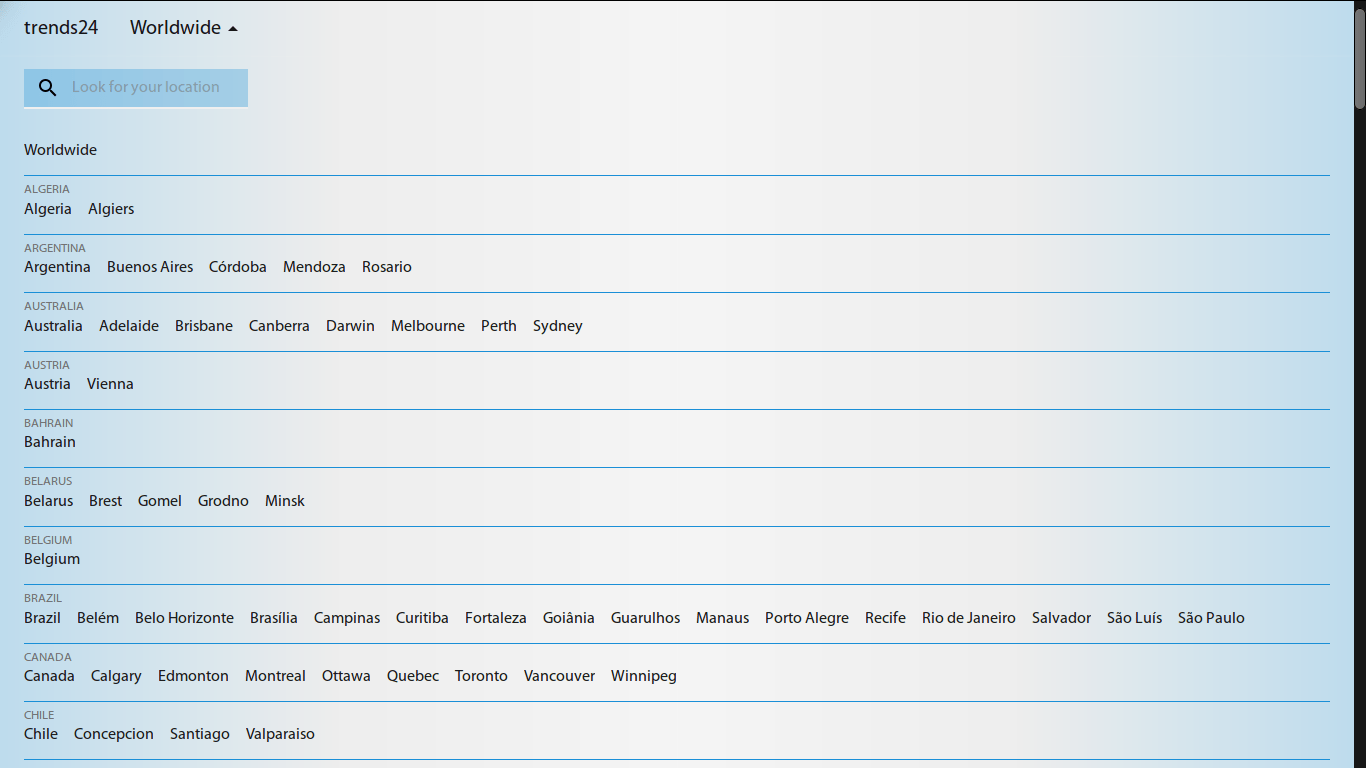 trends24 Worldwide
Look for your location
Worldwide
ALGERIA
Algeria Algiers
ARGENTINA
Argentina Buenos Aires Córdoba Mendoza Rosario
AUSTRALIA
Australia Adelaide Brisbane Canberra Darwin Melbourne Perth Sydney
AUSTRIA
Austria Vienna
BAHRAIN
Bahrain
BELARUS
Belarus Brest Gomel Grodno Minsk
BELGIUM
Belgium
BRAZIL
Brazil Belém Belo Horizonte Brasília Campinas Curitiba Fortaleza Goiânia Guarulhos Manaus Porto Alegre Recife Rio de Janeiro Salvador São Luís São Paulo
CANADA
Canada Calgary Edmonton Montreal Ottawa Quebec Toronto Vancouver Winnipeg
CHILE
Chile Concepcion Santiago Valparaiso